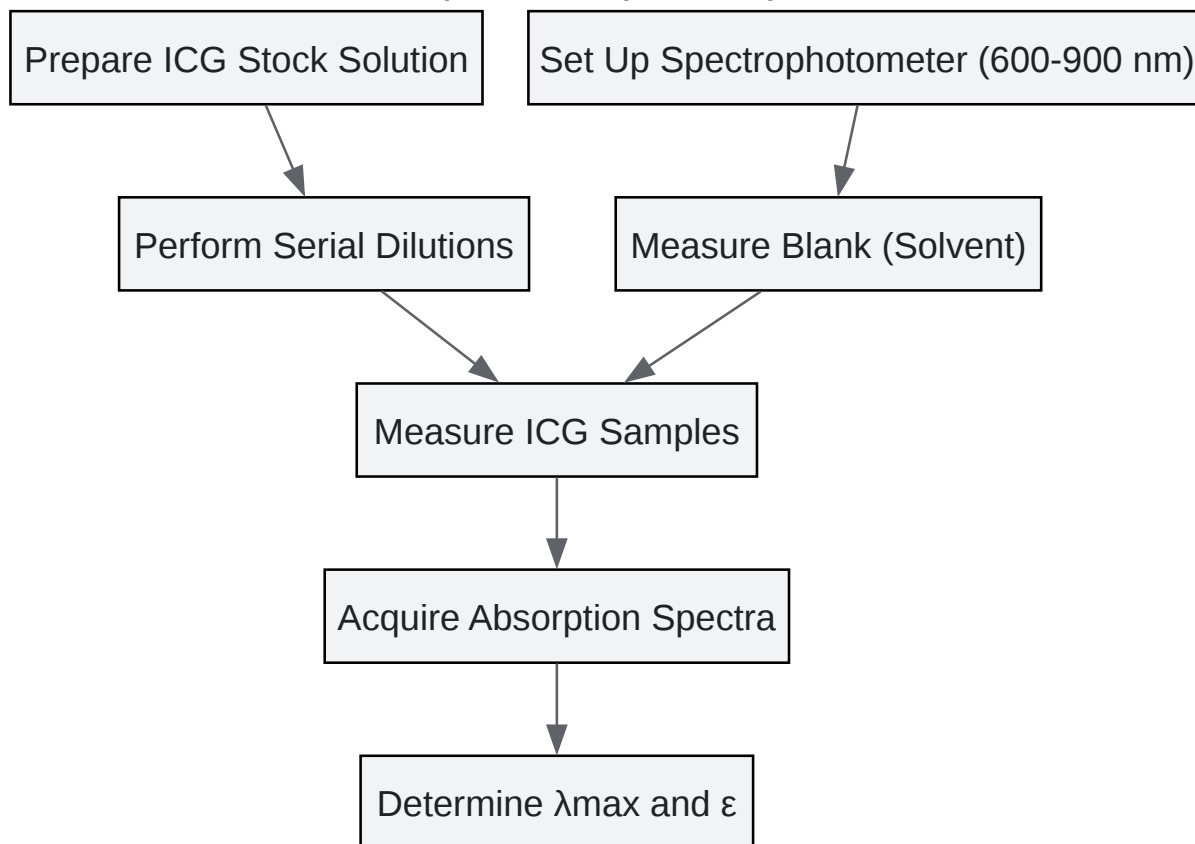 Prepare ICG Stock Solution
Set Up Spectrophotometer (600-900 nm)
Perform Serial Dilutions
Measure Blank (Solvent)
Measure ICG Samples
Acquire Absorption Spectra
Determine λmax and ε